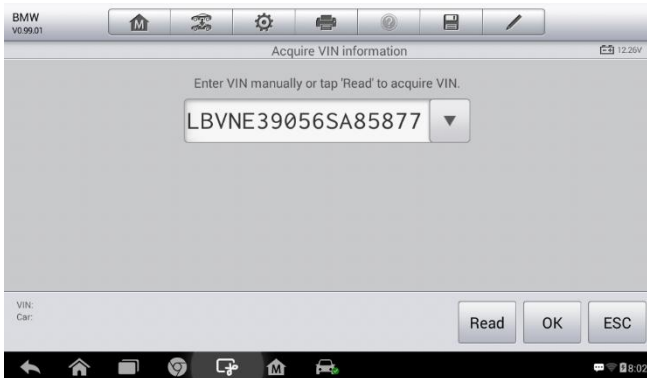 BMW
V0.99.01
Acquire VIN information
12.26V
Enter VIN manually or tap 'Read' to acquire VIN.
LBVNE39056SA85877
VIN:
Car:
Read
OK
ESC
8:02